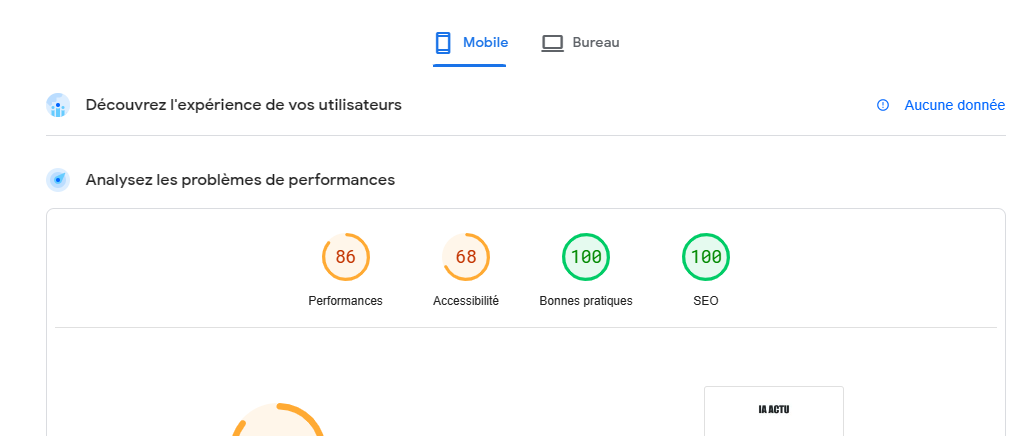 Mobile
Bureau
Découvrez l'expérience de vos utilisateurs
Aucune donnée
Analysez les problèmes de performances
86
68
100
100
Performances
Accessibilité
Bonnes pratiques
SEO
IA ACTU